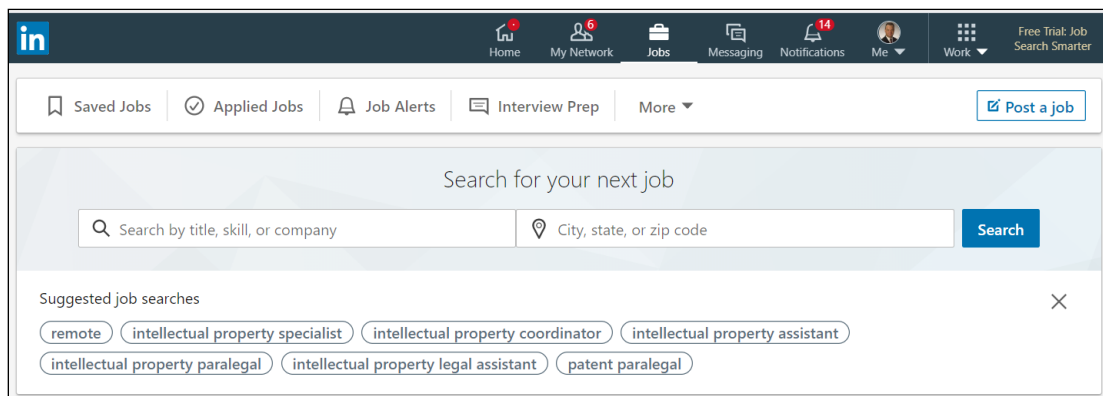 in
6
14
Home
My Network
Jobs
Messaging
Notifications
Me
Work
Free Trial: Job
Search Smarter
Saved Jobs
Applied Jobs
Job Alerts
Interview Prep
More
Post a job
Search for your next job
Search by title, skill, or company
City, state, or zip code
Search
Suggested job searches
remote
intellectual property specialist
intellectual property coordinator
intellectual property assistant
intellectual property paralegal
intellectual property legal assistant
patent paralegal